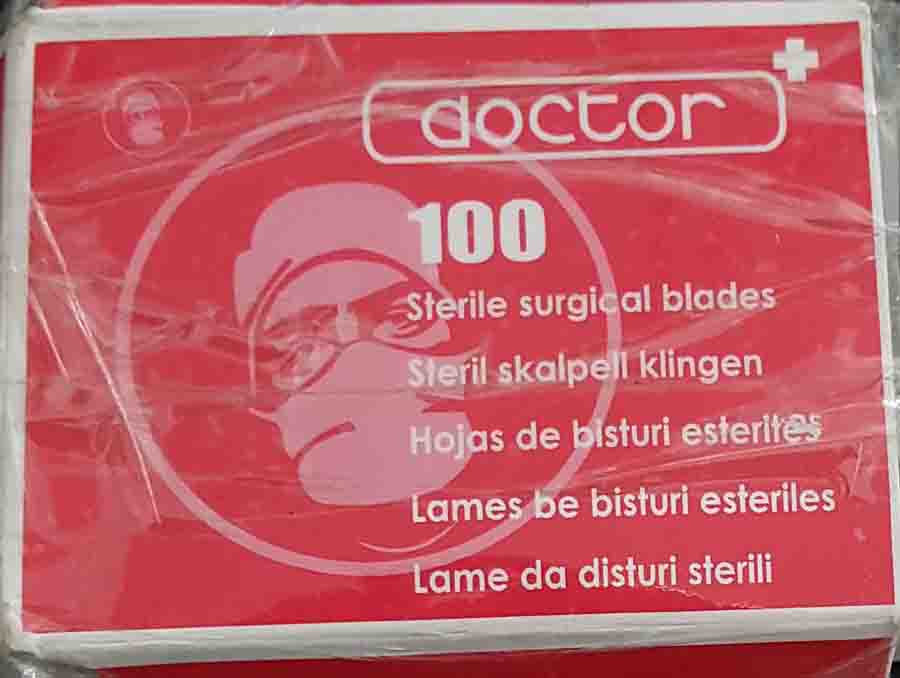 doctor
100
Sterile surgical blades
Steril skalpell klingen
Hojas de bisturi esterites
Lames be bisturi esteriles
Lame da disturi sterili